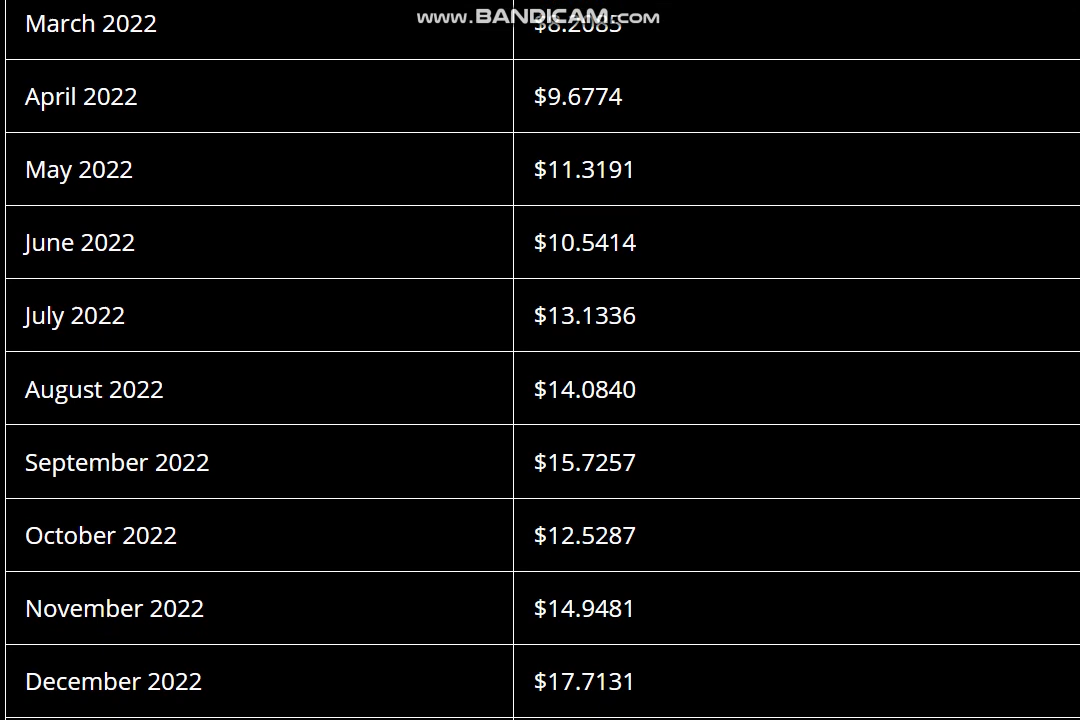 www.BANDICAM.com
March 2022 $8.2085
April 2022 $9.6774
May 2022 $11.3191
June 2022 $10.5414
July 2022 $13.1336
August 2022 $14.0840
September 2022 $15.7257
October 2022 $12.5287
November 2022 $14.9481
December 2022 $17.7131